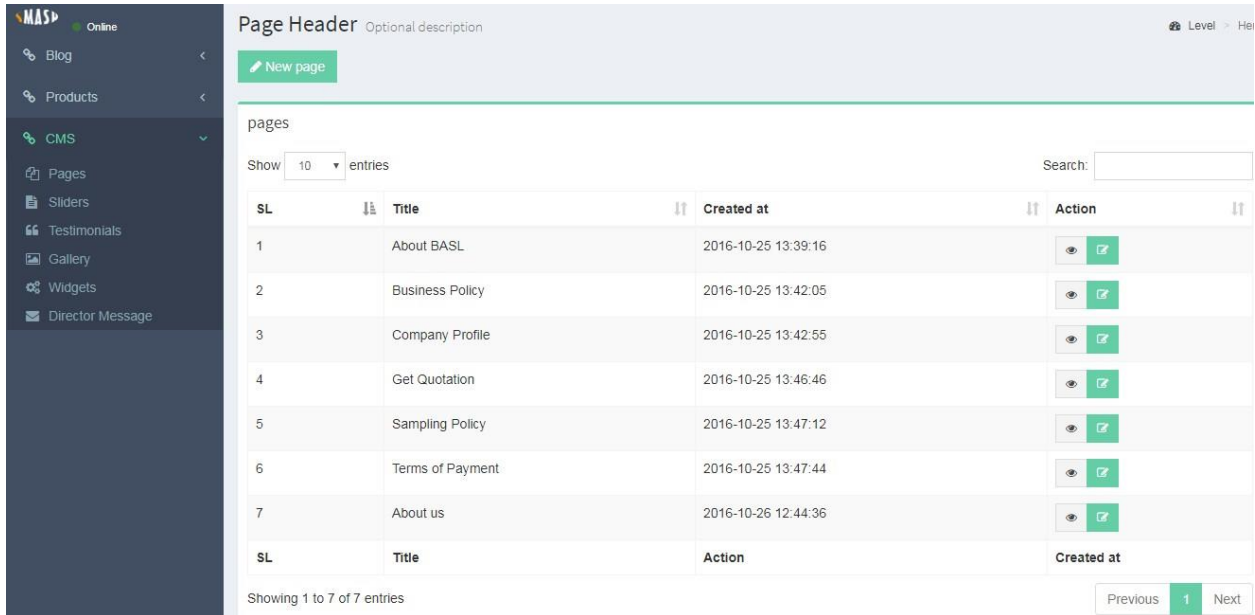 Online
Page Header Optional description
Level >
Blog
New page
Products
CMS
pages
Pages
Show 10 entries
Search:
Sliders
Testimonials
Gallery
Widgets
Director Message
SL Title Created at Action
1 About BASL 2016-10-25 13:39:16
2 Business Policy 2016-10-25 13:42:05
3 Company Profile 2016-10-25 13:42:55
4 Get Quotation 2016-10-25 13:46:46
5 Sampling Policy 2016-10-25 13:47:12
6 Terms of Payment 2016-10-25 13:47:44
7 About us 2016-10-26 12:44:36
SL Title Action Created at
Showing 1 to 7 of 7 entries
Previous 1 Next